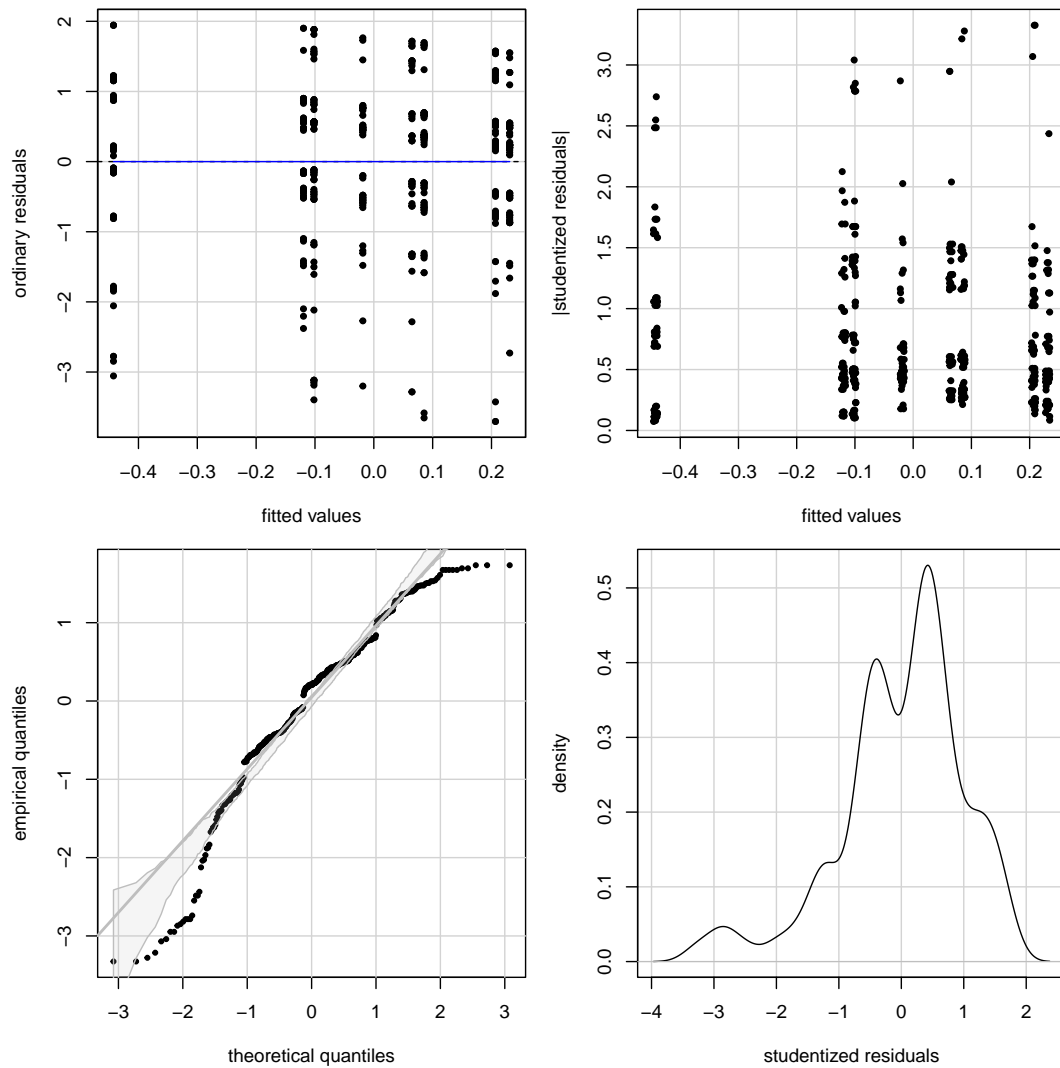 2
1
0
−1
−2
−3
ordinary residuals
−0.4 −0.3 −0.2 −0.1 0.0 0.1 0.2
fitted values
3.0
2.5
2.0
1.5
1.0
0.5
0.0
|studentized residuals|
−0.4 −0.3 −0.2 −0.1 0.0 0.1 0.2
fitted values
1
0
−1
−2
−3
empirical quantiles
−3 −2 −1 0 1 2 3
theoretical quantiles
0.5
0.4
0.3
0.2
0.1
0.0
density
−4 −3 −2 −1 0 1 2
studentized residuals